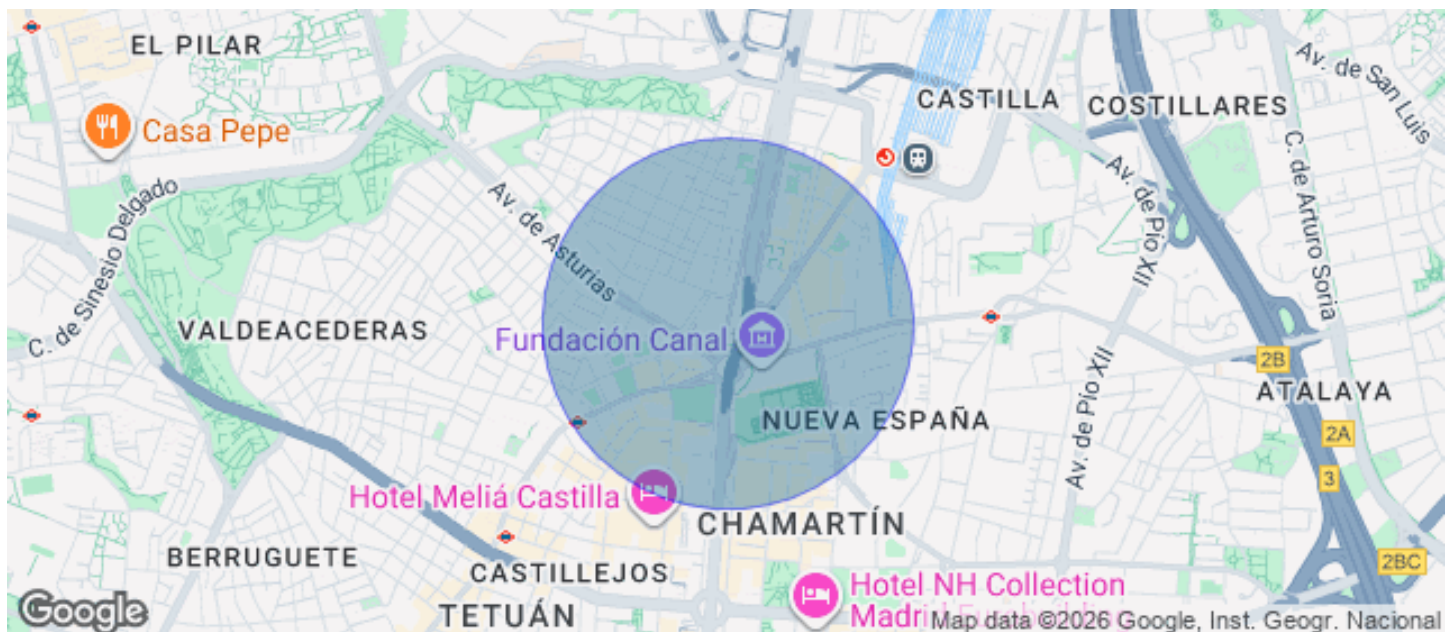 EL PILAR
Casa Pepe
C. de Sinesio Delgado
Av. de Asturias
CASTILLA
COSTILLARES
Av. de San Luis
Av. de Pío XII
C. de Arturo Soria
VALDEACEDERAS
Fundación Canal
NUEVA ESPAÑA
Av. de Pío XII
2B
ATALAYA
2A
3
2BC
Hotel Meliá Castilla
CHAMARTÍN
BERRUGUETE
CASTILLEJOS
TETUÁN
Hotel NH Collection
Madrid
Google
Map data ©2026 Google, Inst. Geogr. Nacional